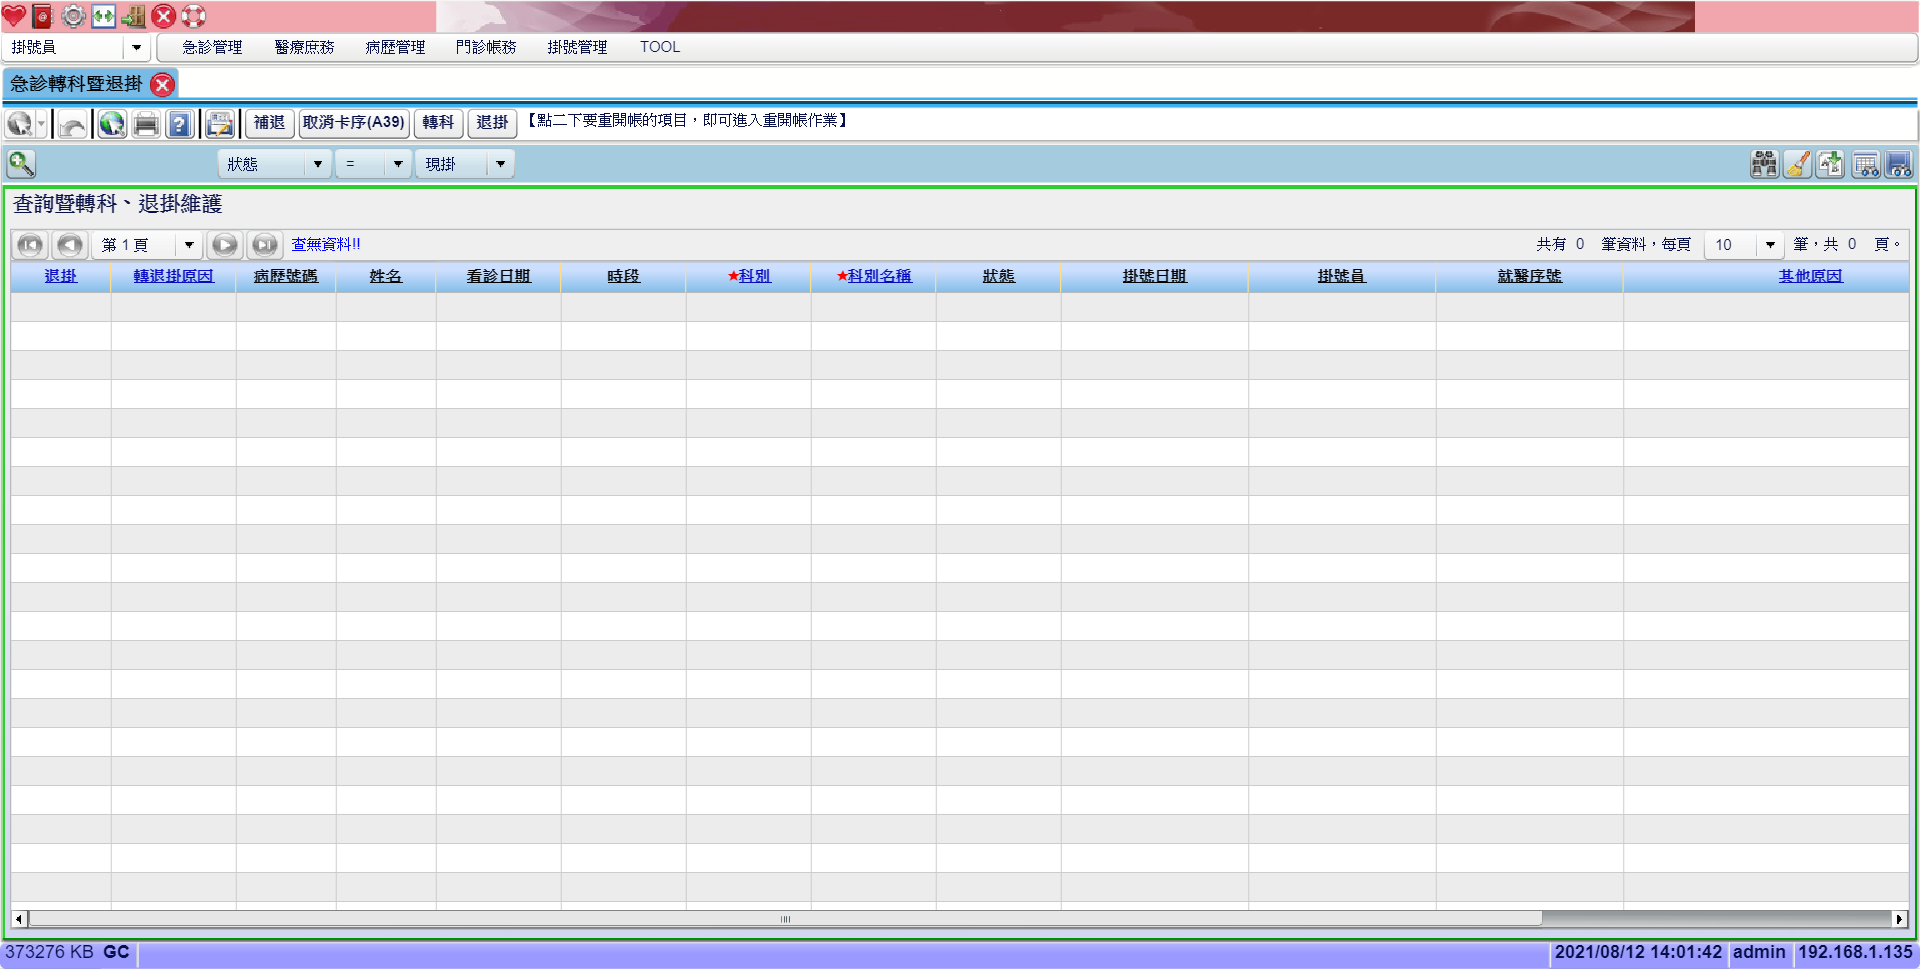 掛號員 急診管理 醫療庶務 病歷管理 門診帳務 掛號管理 TOOL
急診轉科暨退掛
補退 取消卡序(A39) 轉科 退掛 【點二下要重開帳的項目，即可進入重開帳作業】
狀態 = 現掛
查詢暨轉科、退掛維護
第 1 頁 查無資料!! 共有 0 筆資料，每頁 10 筆，共 0 頁。
退掛 轉退掛原因 病歷號碼 姓名 看診日期 時段 ★科別 ★科別名稱 狀態 掛號日期 掛號員 就醫序號 其他原因
373276 KB GC 2021/08/12 14:01:42 admin 192.168.1.135